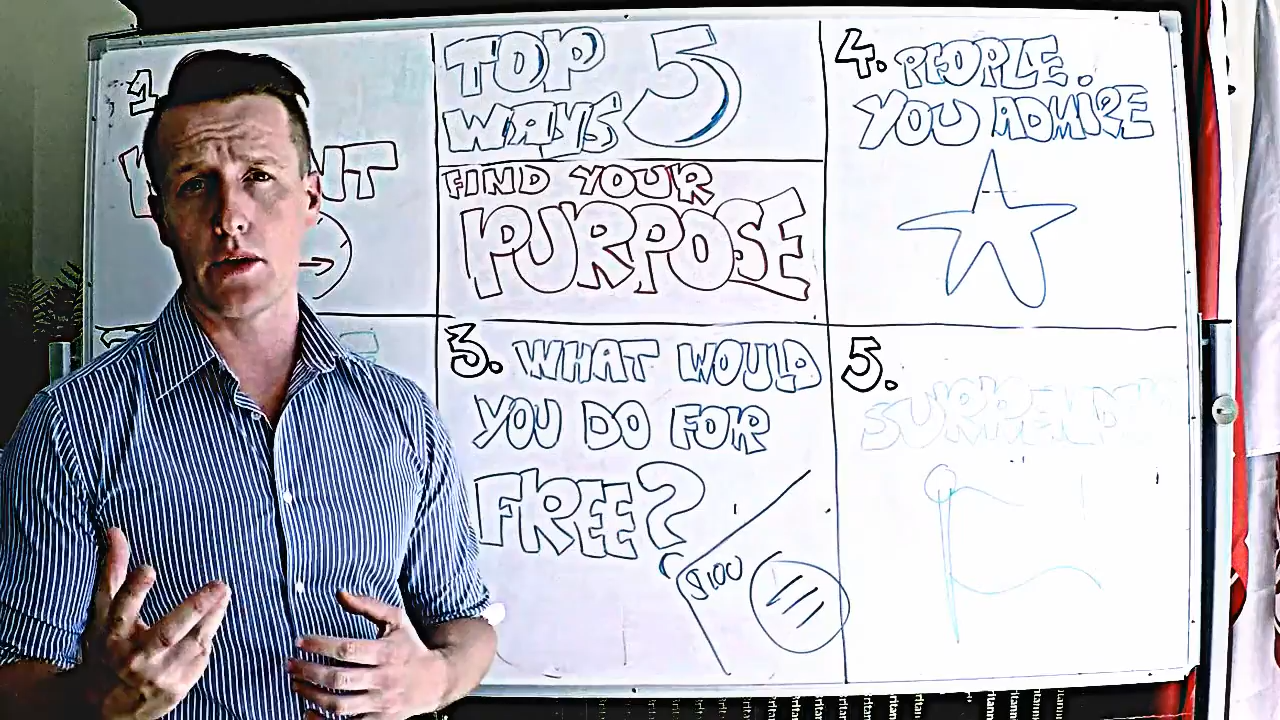 1.
TOP 5
WAYS
FIND YOUR
PURPOSE
3. WHAT WOULD
YOU DO FOR
FREE?
$100
4. PEOPLE.
YOU ADMIRE
5.